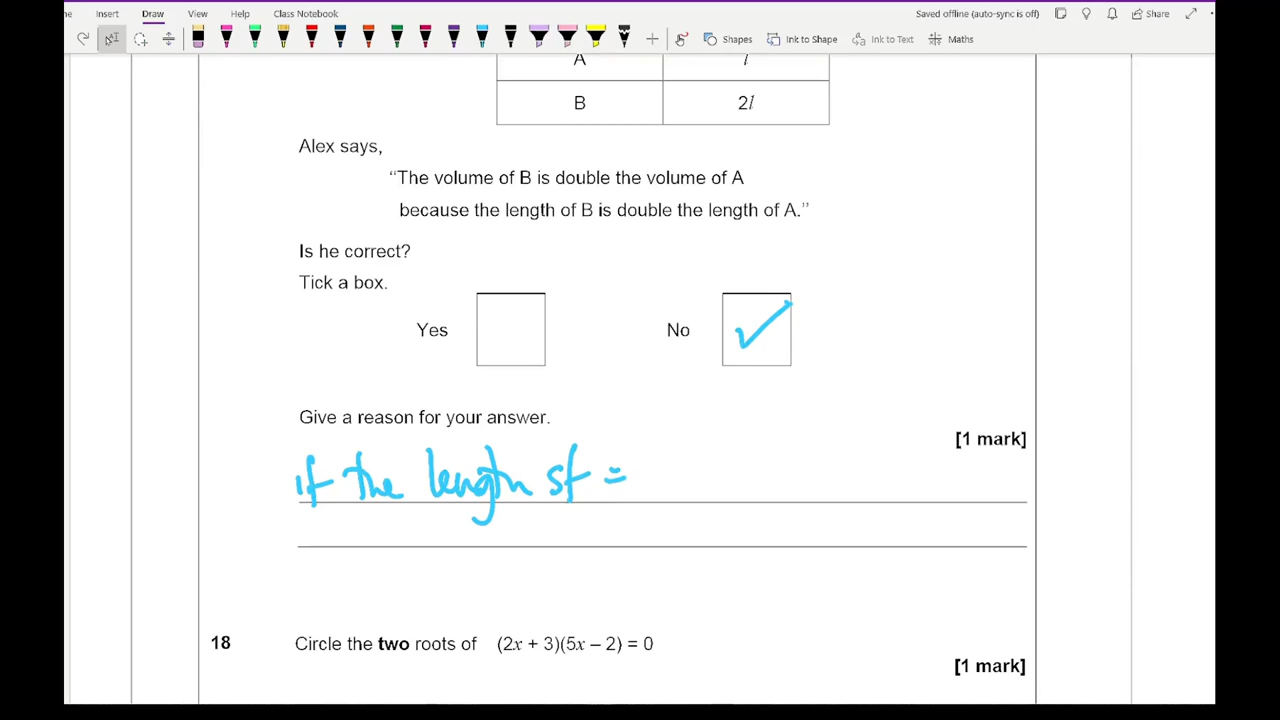 Insert Draw View Help Class Notebook Saved offline (auto-sync is off) Share
Shapes Ink to Shape Ink to Text Maths
A l
B 2l
Alex says,
“The volume of B is double the volume of A
because the length of B is double the length of A.”
Is he correct?
Tick a box.
Yes No
Give a reason for your answer.
[1 mark]
if the length sf =
18 Circle the two roots of (2x + 3)(5x – 2) = 0
[1 mark]